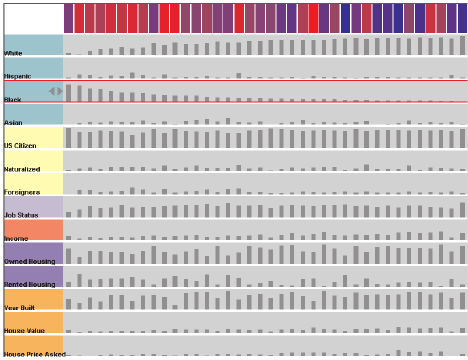 White
Hispanic
Black
Asian
US Citizen
Naturalized
Foreigners
Job Status
Income
Owned Housing
Rented Housing
Year Built
House Value
House Price Asked